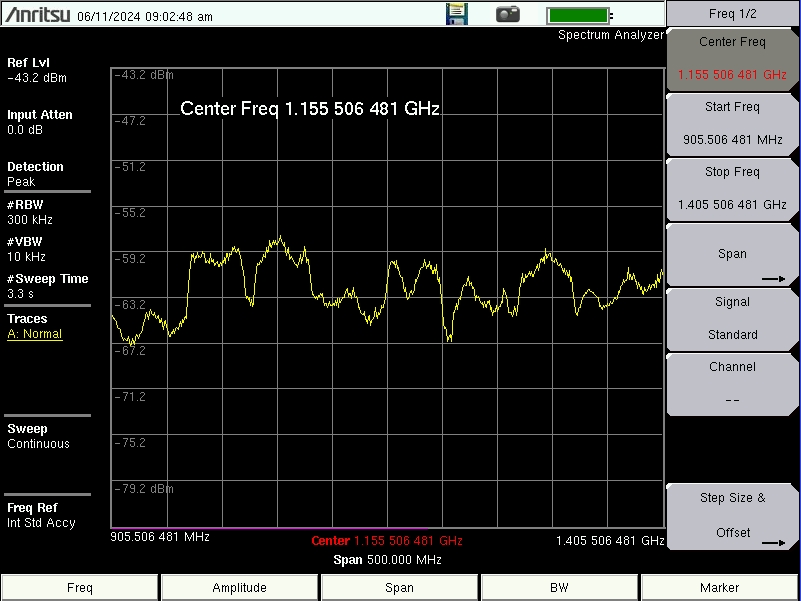 Anritsu 06/11/2024 09:02:48 am
Freq 1/2
Spectrum Analyzer
Ref Lvl
-43.2 dBm
Input Atten
0.0 dB
Detection
Peak
#RBW
300 kHz
#VBW
10 kHz
#Sweep Time
3.3 s
Traces
A: Normal
Sweep
Continuous
Freq Ref
Int Std Accy
-43.2 dBm
Center Freq 1.155 506 481 GHz
-47.2
-51.2
-55.2
-59.2
-63.2
-67.2
-71.2
-75.2
-79.2 dBm
905.506 481 MHz
Center 1.155 506 481 GHz
1.405 506 481 GHz
Span 500.000 MHz
Center Freq
1.155 506 481 GHz
Start Freq
905.506 481 MHz
Stop Freq
1.405 506 481 GHz
Span
Signal
Standard
Channel
--
Step Size &
Offset
Freq
Amplitude
Span
BW
Marker